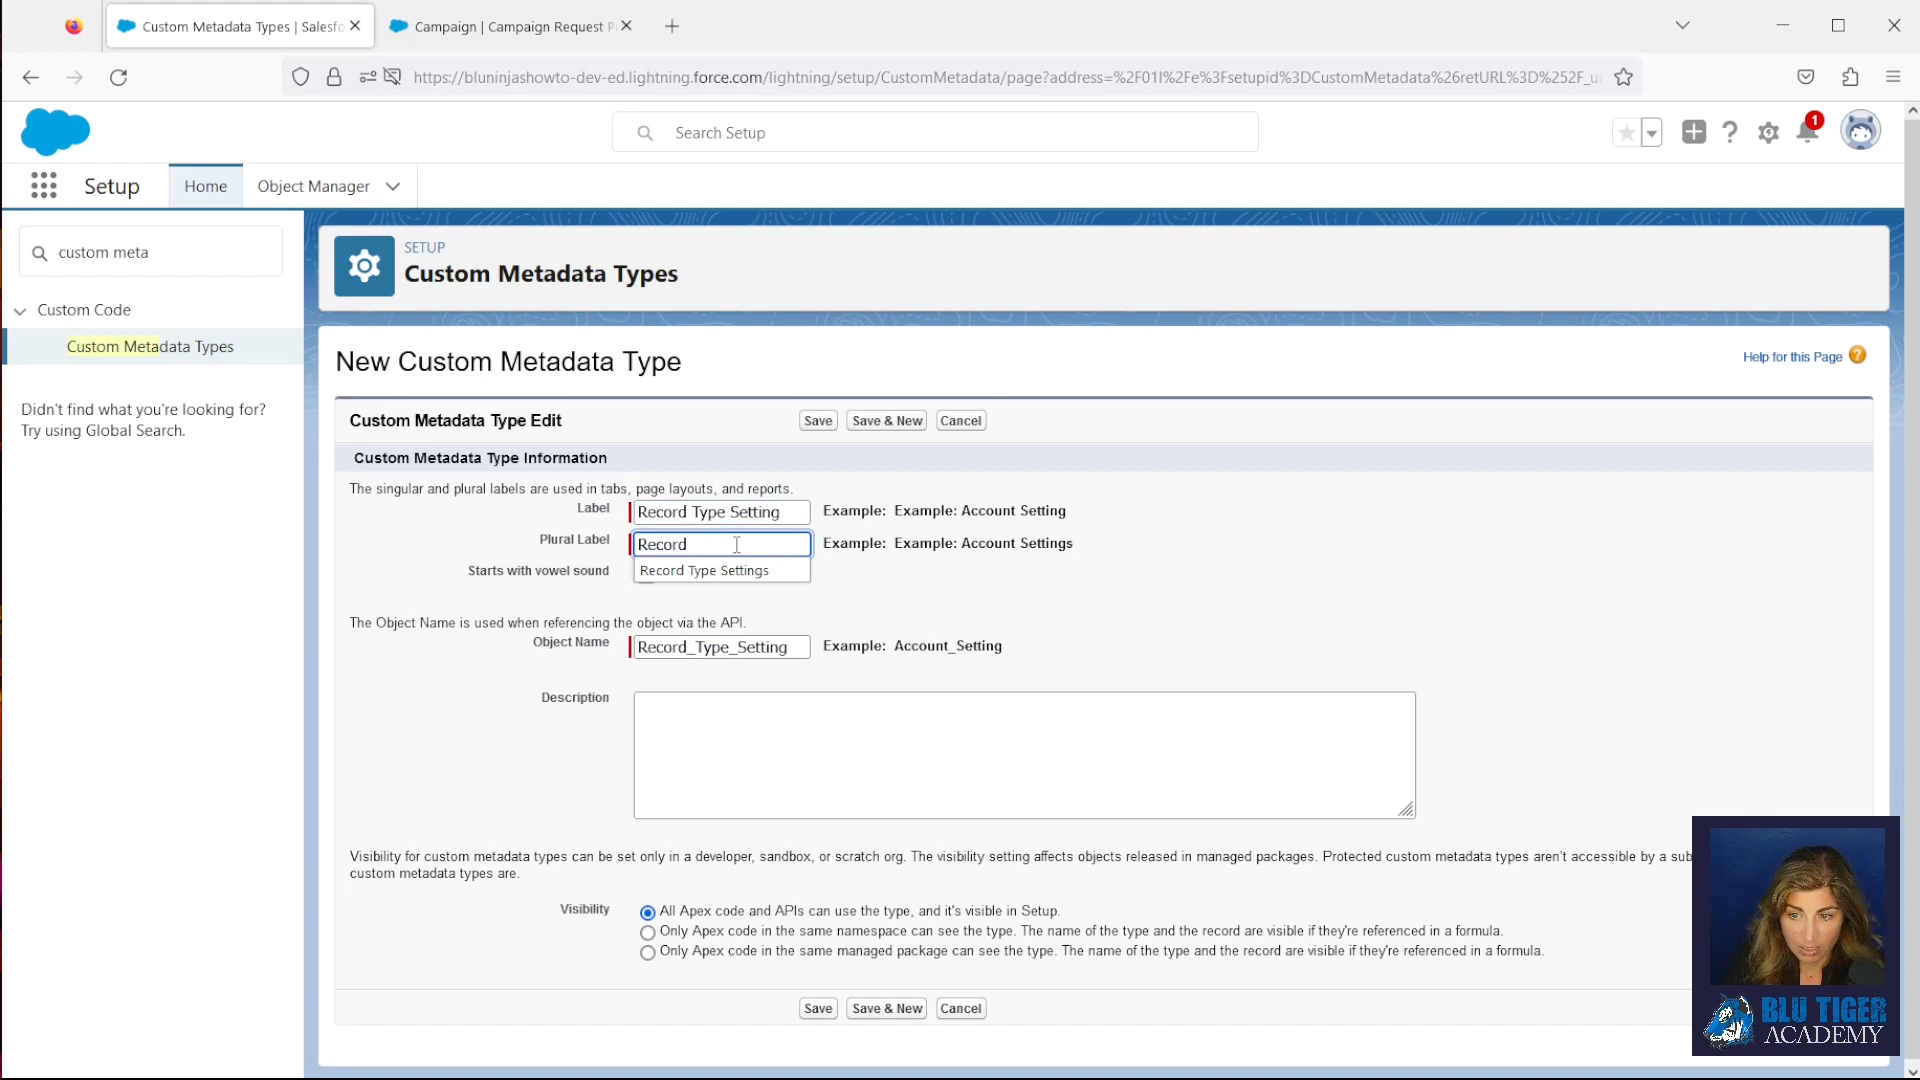 Custom Metadata Types | Salesfo
Campaign | Campaign Request P
https://bluninjashowto-dev-ed.lightning.force.com/lightning/setup/CustomMetadata/page?address=%2F01I%2Fe%3Fsetupid%3DCustomMetadata%26retURL%3D%252F_u
Search Setup
1
Setup
Home
Object Manager
custom meta
Custom Code
Custom Metadata Types
Didn't find what you're looking for?
Try using Global Search.
SETUP
Custom Metadata Types
New Custom Metadata Type
Help for this Page ?
Custom Metadata Type Edit
Save
Save & New
Cancel
Custom Metadata Type Information
The singular and plural labels are used in tabs, page layouts, and reports.
Label
Record Type Setting
Example: Example: Account Setting
Plural Label
Record
Example: Example: Account Settings
Starts with vowel sound
Record Type Settings
The Object Name is used when referencing the object via the API.
Object Name
Record_Type_Setting
Example: Account_Setting
Description
Visibility for custom metadata types can be set only in a developer, sandbox, or scratch org. The visibility setting affects objects released in managed packages. Protected custom metadata types aren't accessible by a sub
custom metadata types are.
Visibility
All Apex code and APIs can use the type, and it's visible in Setup.
Only Apex code in the same namespace can see the type. The name of the type and the record are visible if they're referenced in a formula.
Only Apex code in the same managed package can see the type. The name of the type and the record are visible if they're referenced in a formula.
Save
Save & New
Cancel
BLU TIGER
ACADEMY